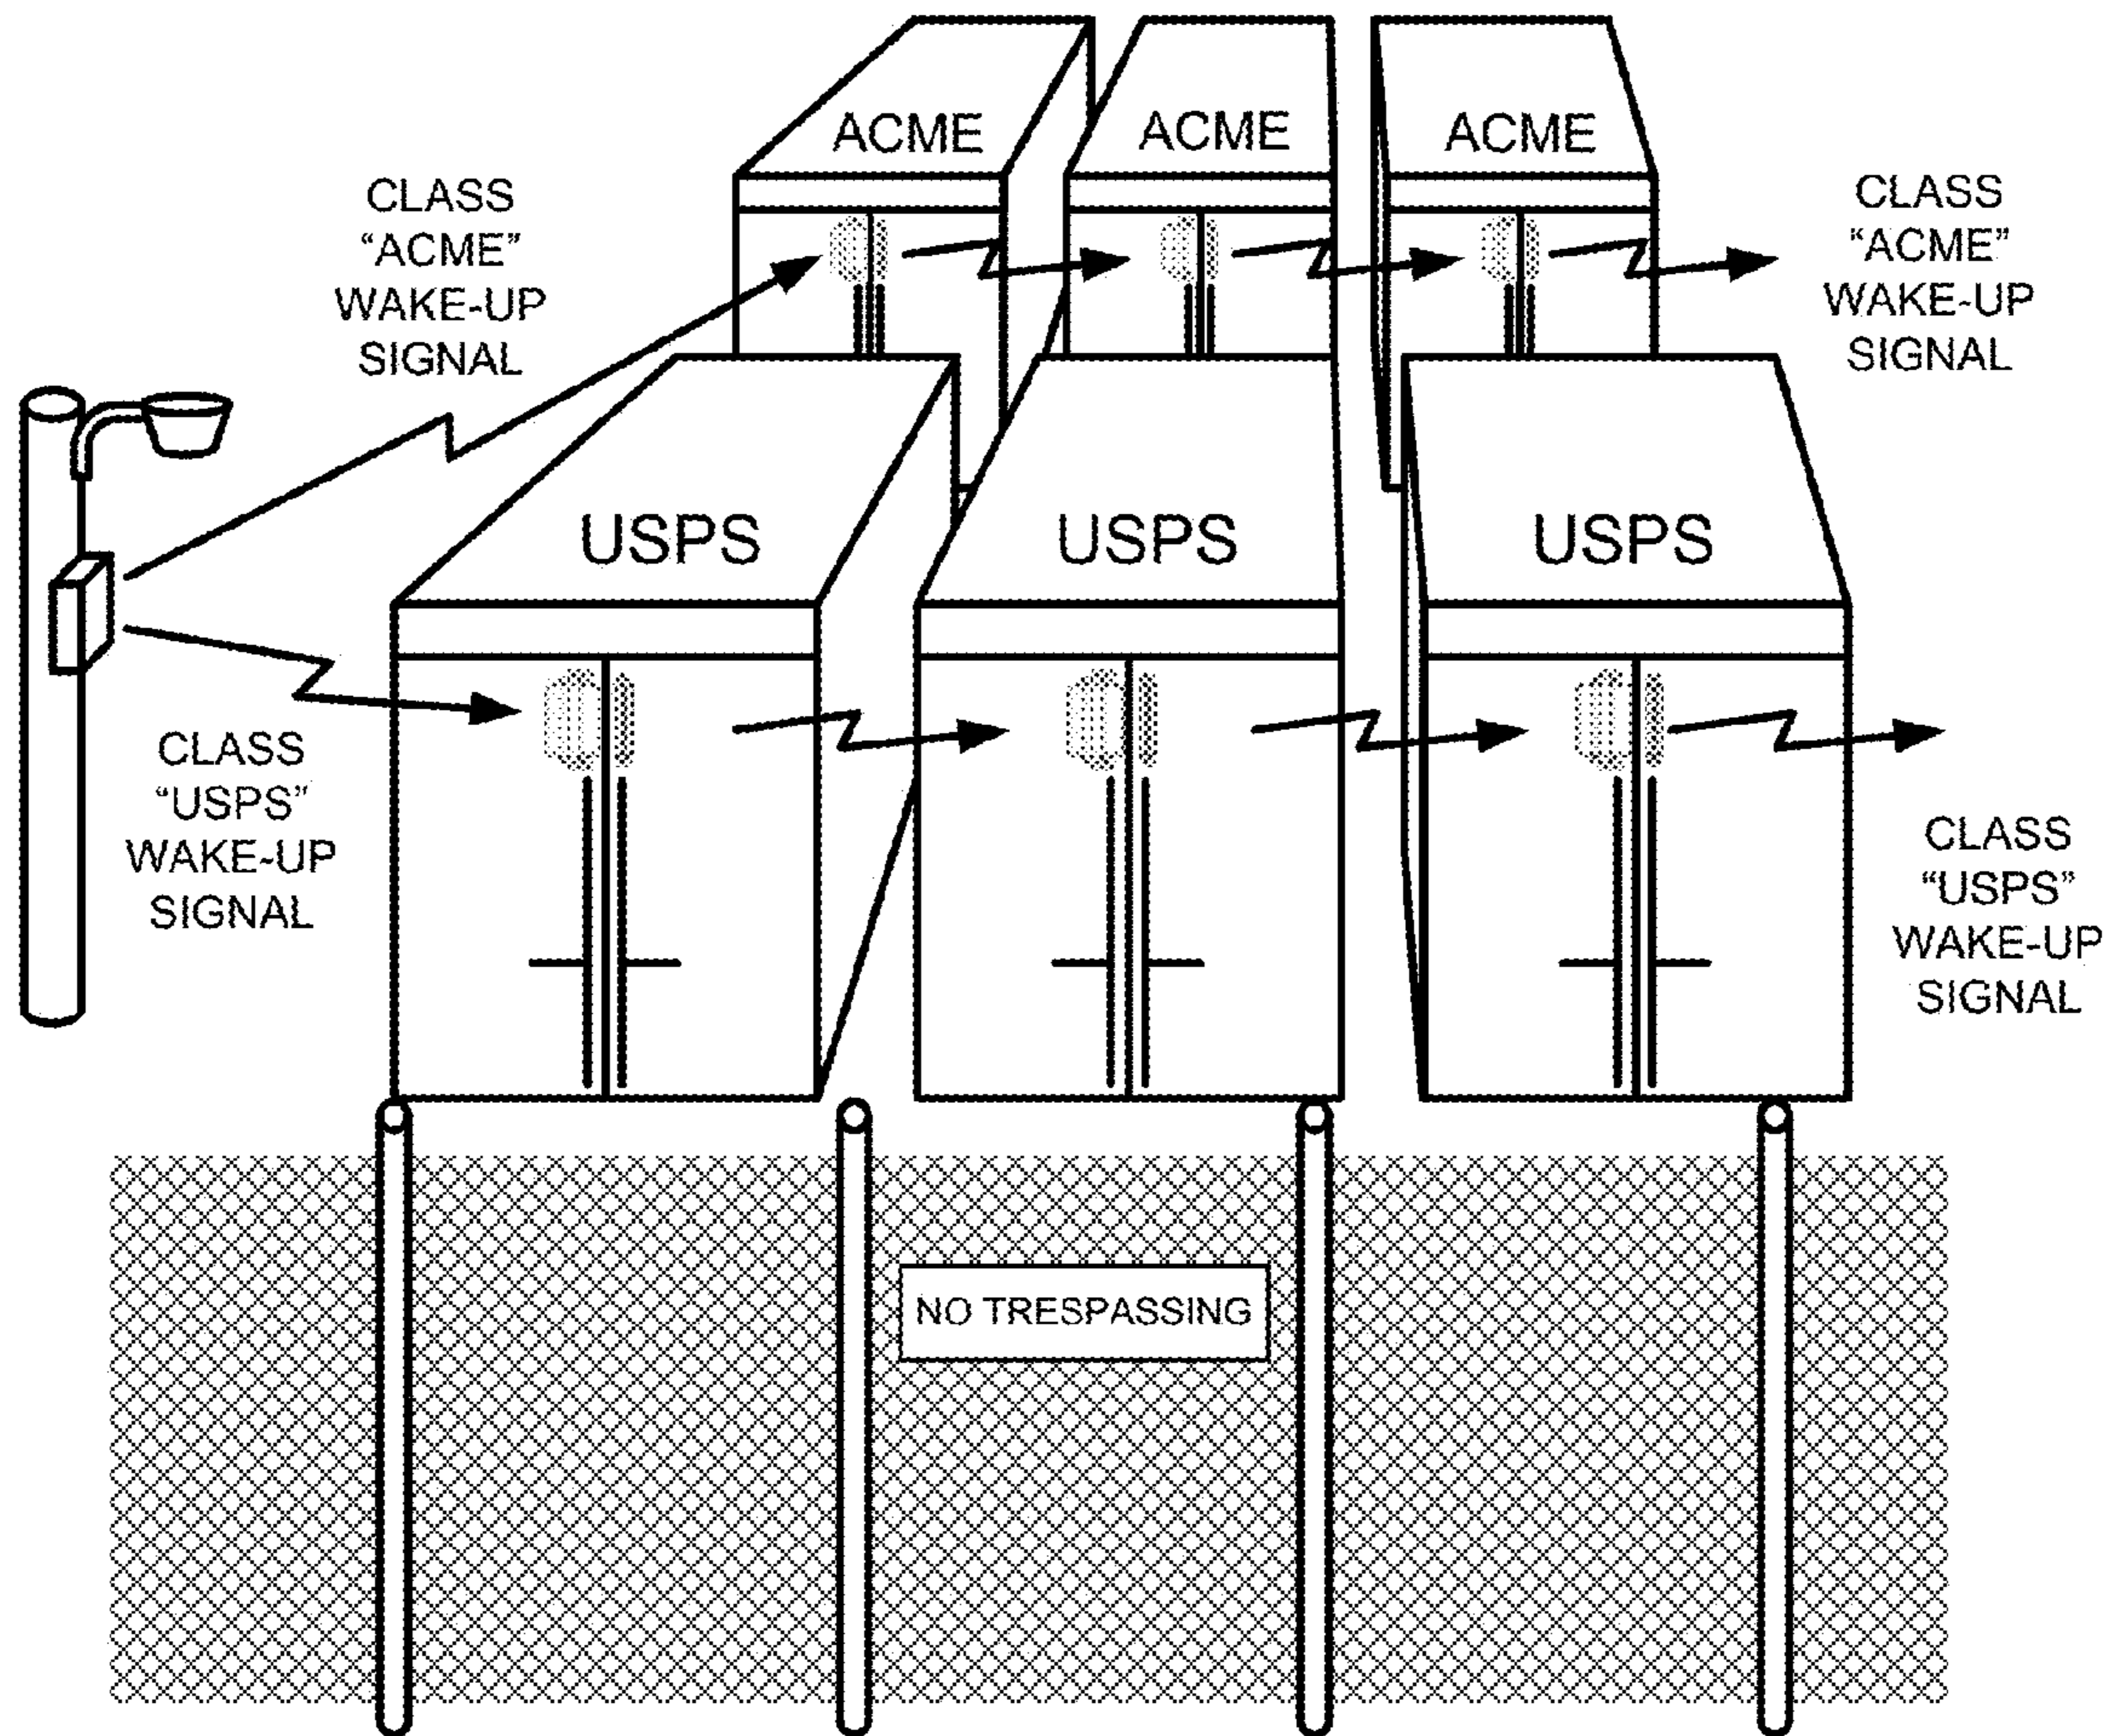 ACME
ACME
ACME
CLASS
“ACME”
WAKE-UP
SIGNAL
CLASS
“ACME”
WAKE-UP
SIGNAL
USPS
USPS
USPS
CLASS
“USPS”
WAKE-UP
SIGNAL
CLASS
“USPS”
WAKE-UP
SIGNAL
NO TRESPASSING